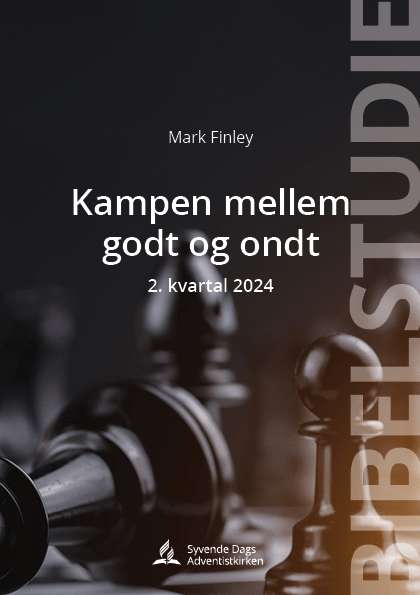 Mark Finley
Kampen mellem
godt og ondt
2. kvartal 2024
BIBELSTUDIE
Syvende Dags
Adventistkirken